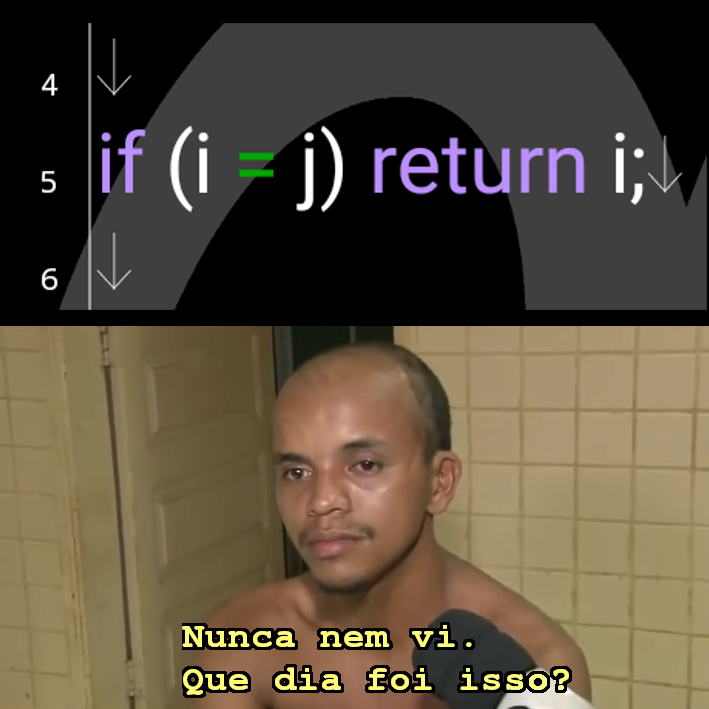 4
5 if (i = j) return i;
6
Nunca nem vi.
Que dia foi isso?